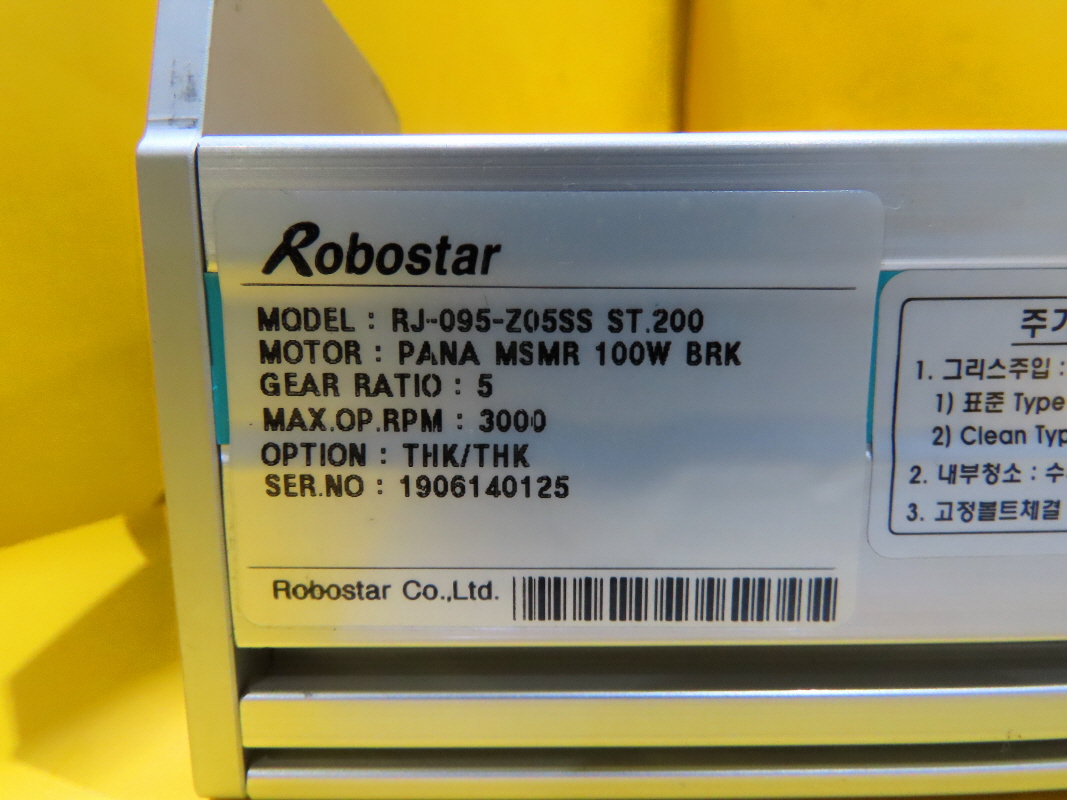 Robostar
MODEL : RJ-095-Z05SS ST.200
MOTOR : PANA MSMR 100W BRK
GEAR RATIO : 5
MAX.OP.RPM : 3000
OPTION : THK/THK
SER.NO : 1906140125
Robostar Co.,Ltd.
1. 그리스주입 :
1) 표준 Type
2) Clean Typ
2. 내부청소 : 수
3. 고정볼트체결